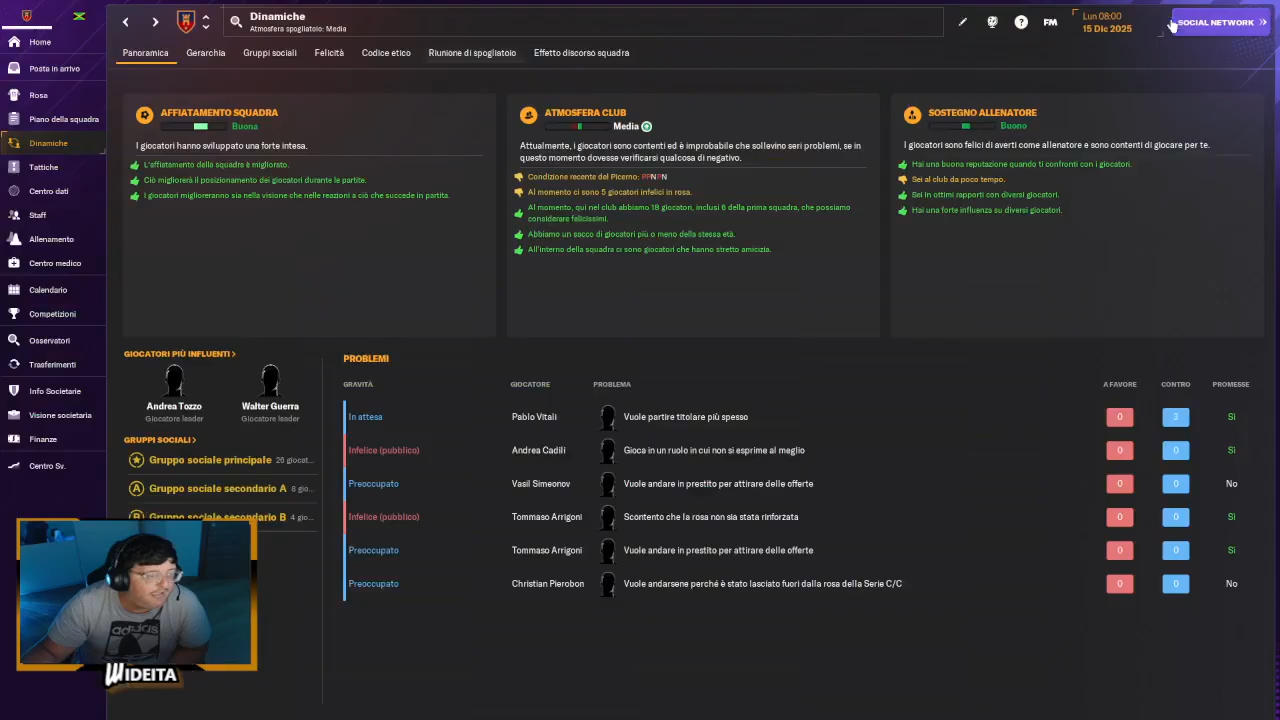 Dinamiche
Atmosfera spogliatoio: Media
FM
Lun 08:00
15 Dic 2025
SOCIAL NETWORK
Panoramica
Gerarchia
Gruppi sociali
Felicità
Codice etico
Riunione di spogliatoio
Effetto discorso squadra
Home
Posta in arrivo
Rosa
Piano della squadra
Dinamiche
Tattiche
Centro dati
Staff
Allenamento
Centro medico
Calendario
Competizioni
Osservatori
Trasferimenti
Info Societarie
Visione societaria
Finanze
Centro Sv.
AFFIATAMENTO SQUADRA
Buona
I giocatori hanno sviluppato una forte intesa.
L'affiatamento della squadra è migliorato.
Ciò migliorerà il posizionamento dei giocatori durante le partite.
I giocatori miglioreranno sia nella visione che nelle reazioni a ciò che succede in partita.
ATMOSFERA CLUB
Media
Attualmente, i giocatori sono contenti ed è improbabile che sollevino seri problemi, se in
questo momento dovesse verificarsi qualcosa di negativo.
Condizione recente del Picerno: PPNPN
Al momento ci sono 5 giocatori infelici in rosa.
Al momento, qui nel club abbiamo 18 giocatori, inclusi 6 della prima squadra, che possiamo
considerare felicissimi.
Abbiamo un sacco di giocatori più o meno della stessa età.
All'interno della squadra ci sono giocatori che hanno stretto amicizia.
SOSTEGNO ALLENATORE
Buono
I giocatori sono felici di averti come allenatore e sono contenti di giocare per te.
Hai una buona reputazione quando ti confronti con i giocatori.
Sei al club da poco tempo.
Sei in ottimi rapporti con diversi giocatori.
Hai una forte influenza su diversi giocatori.
GIOCATORI PIÙ INFLUENTI >
Andrea Tozzo
Giocatore leader
Walter Guerra
Giocatore leader
GRUPPI SOCIALI >
Gruppo sociale principale 26 giocat...
A Gruppo sociale secondario A 6 gio...
B Gruppo sociale secondario B 4 gio...
PROBLEMI
GRAVITÀ GIOCATORE PROBLEMA A FAVORE CONTRO PROMESSE
In attesa Pablo Vitali Vuole partire titolare più spesso 0 3 Sì
Infelice (pubblico) Andrea Cadili Gioca in un ruolo in cui non si esprime al meglio 0 0 Sì
Preoccupato Vasil Simeonov Vuole andare in prestito per attirare delle offerte 0 0 No
Infelice (pubblico) Tommaso Arrigoni Scontento che la rosa non sia stata rinforzata 0 0 Sì
Preoccupato Tommaso Arrigoni Vuole andare in prestito per attirare delle offerte 0 0 Sì
Preoccupato Christian Pierobon Vuole andarsene perché è stato lasciato fuori dalla rosa della Serie C/C 0 0 No
adidas
WIDEITA